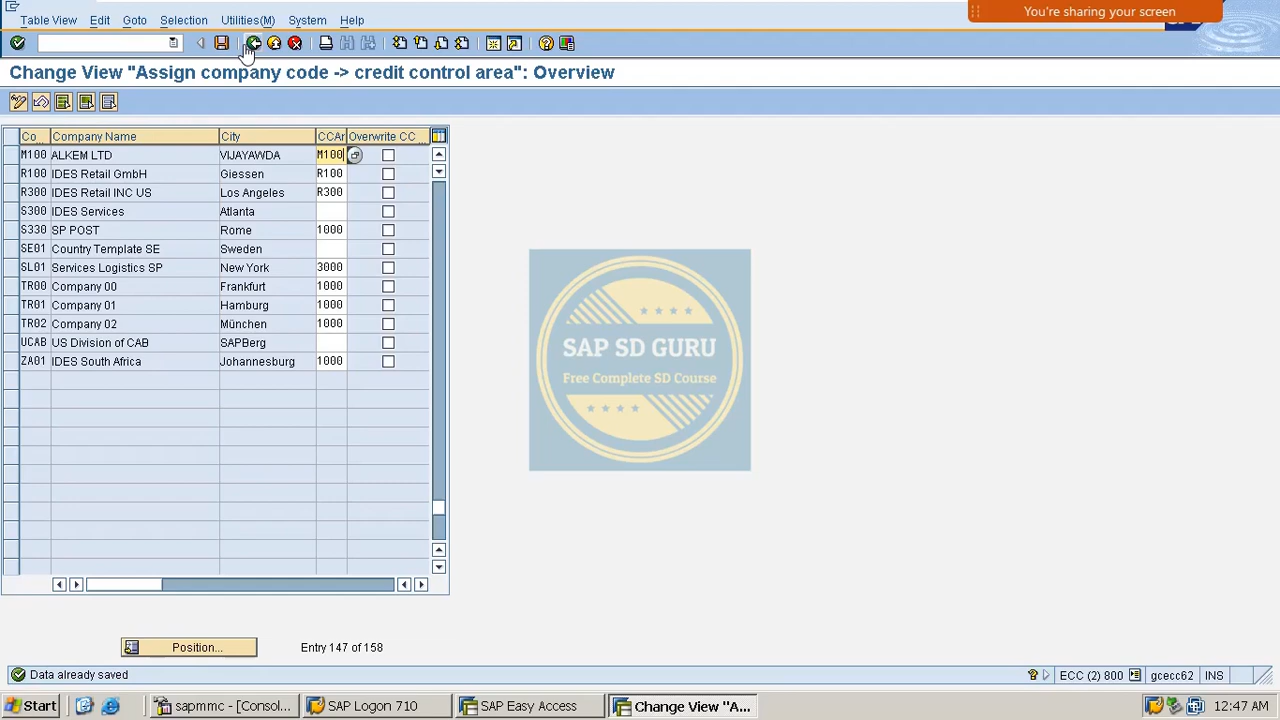 You're sharing your screen
Table View Edit Goto Selection Utilities(M) System Help
Change View "Assign company code -> credit control area": Overview
Co... Company Name City CCAr Overwrite CC ...
M100 ALKEM LTD VIJAYAWDA M100
R100 IDES Retail GmbH Giessen R100
R300 IDES Retail INC US Los Angeles R300
S300 IDES Services Atlanta
S330 SP POST Rome 1000
SE01 Country Template SE Sweden
SL01 Services Logistics SP New York 3000
TR00 Company 00 Frankfurt 1000
TR01 Company 01 Hamburg 1000
TR02 Company 02 München 1000
UCAB US Division of CAB SAPBerg
ZA01 IDES South Africa Johannesburg 1000
SAP SD GURU
Free Complete SD Course
Position... Entry 147 of 158
Data already saved ECC (2) 800 gcecc62 INS
Start sapmmc - [Consol... SAP Logon 710 SAP Easy Access Change View "A... 12:47 AM